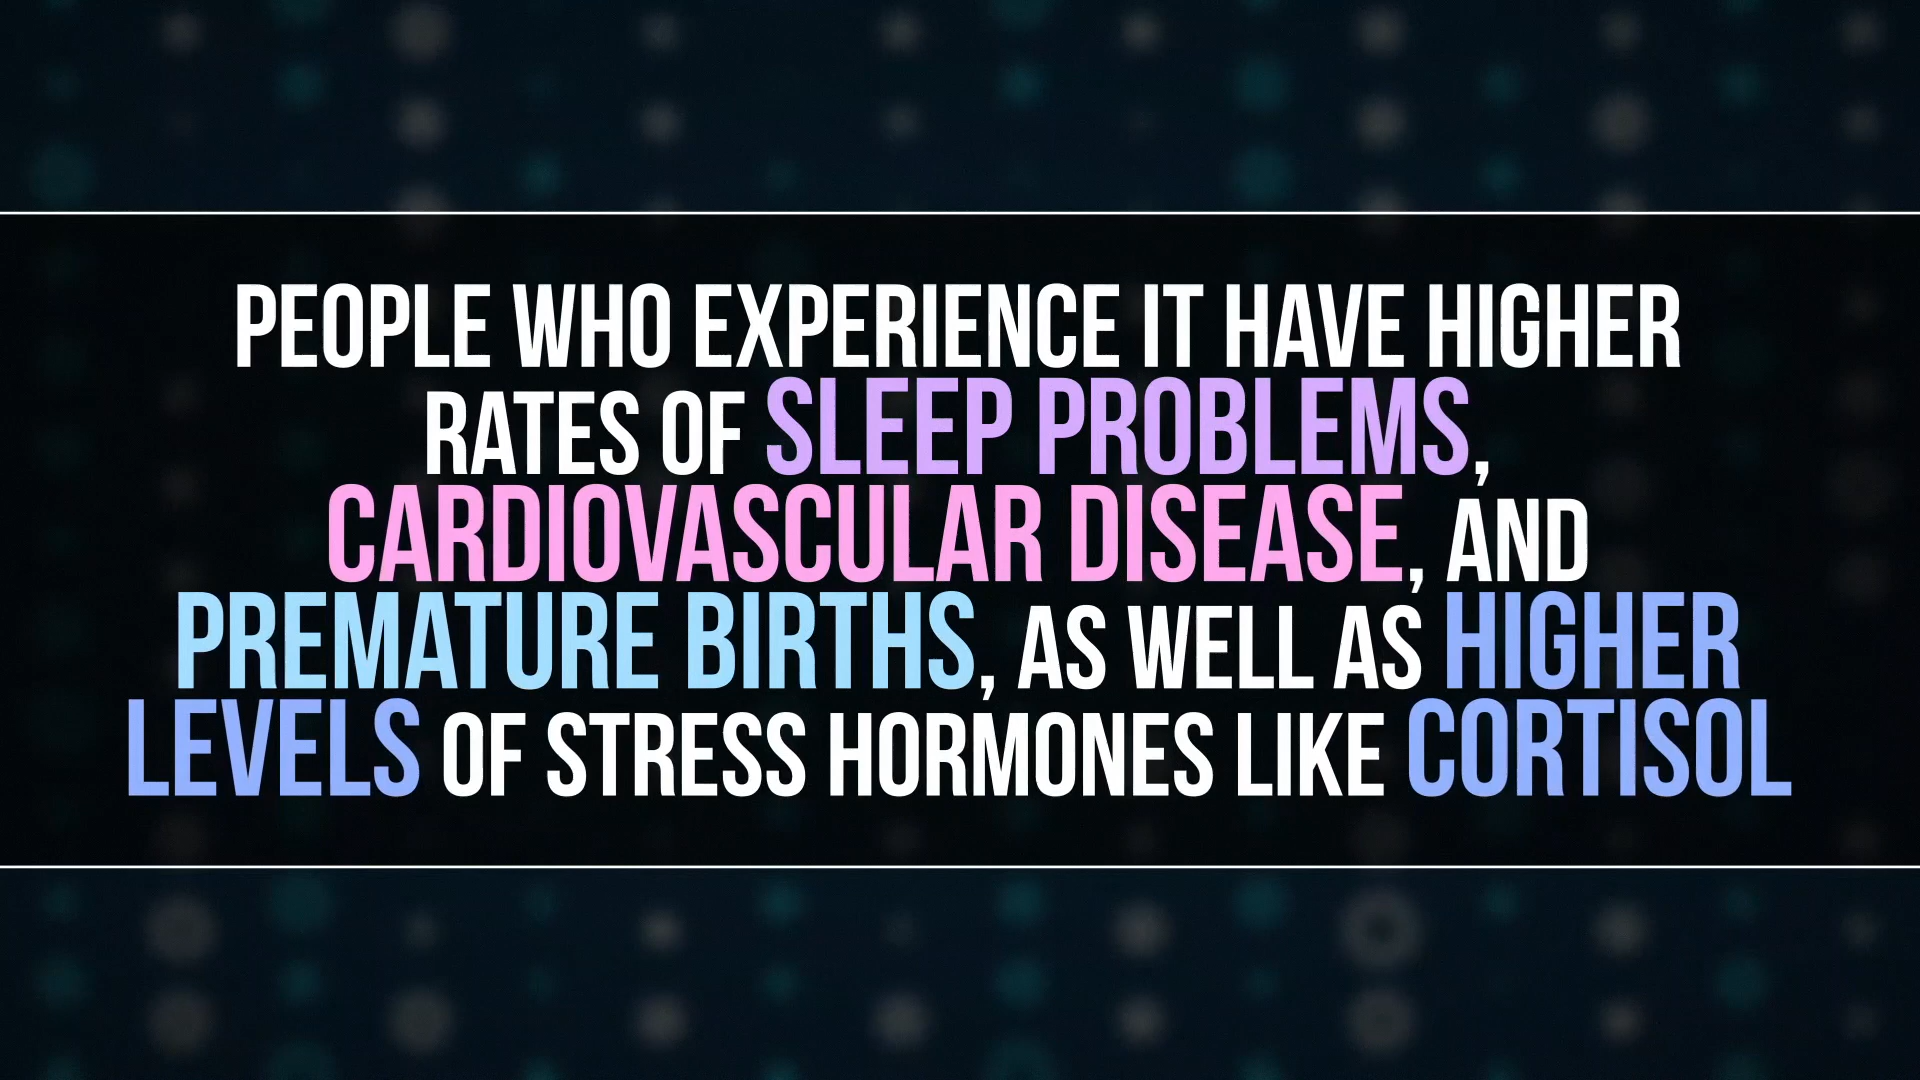 PEOPLE WHO EXPERIENCE IT HAVE HIGHER
RATES OF SLEEP PROBLEMS,
CARDIOVASCULAR DISEASE, AND
PREMATURE BIRTHS, AS WELL AS HIGHER
LEVELS OF STRESS HORMONES LIKE CORTISOL